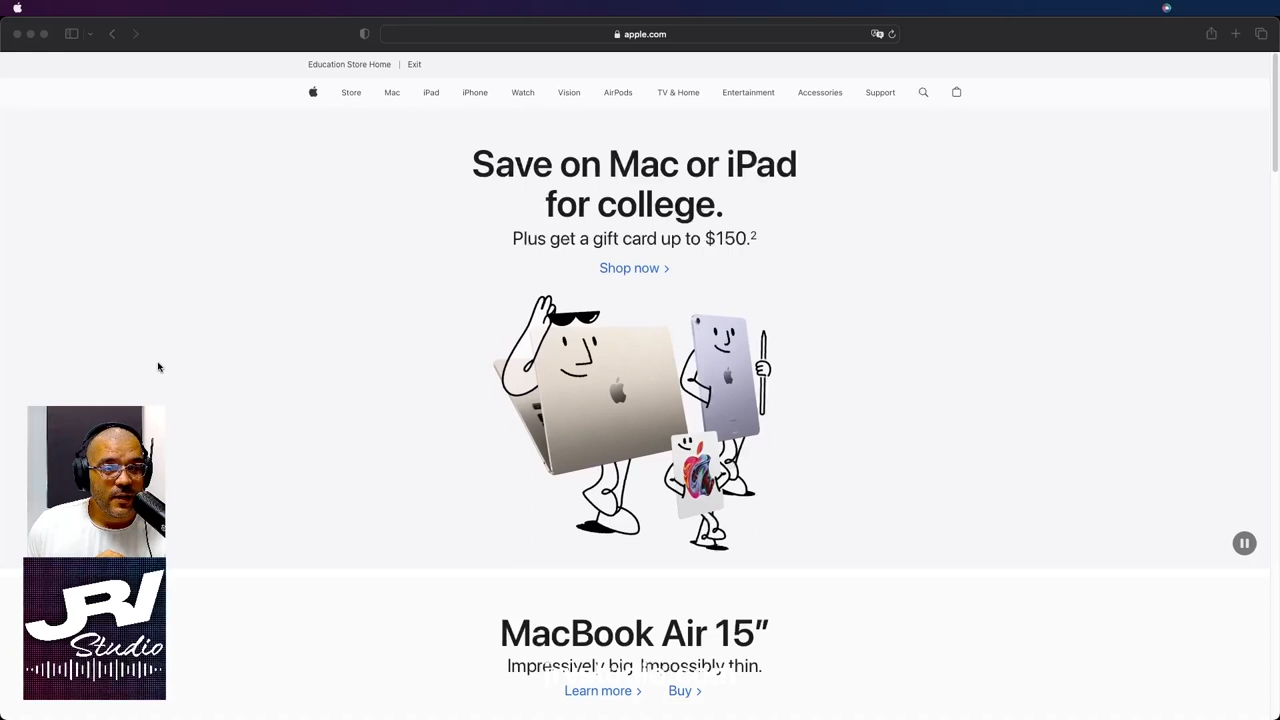 apple.com
Education Store Home | Exit
Store Mac iPad iPhone Watch Vision AirPods TV & Home Entertainment Accessories Support
Save on Mac or iPad
for college.
Plus get a gift card up to $150.2
Shop now >
MacBook Air 15”
Impressively big. Impossibly thin.
Learn more > Buy >
JRV
Studio